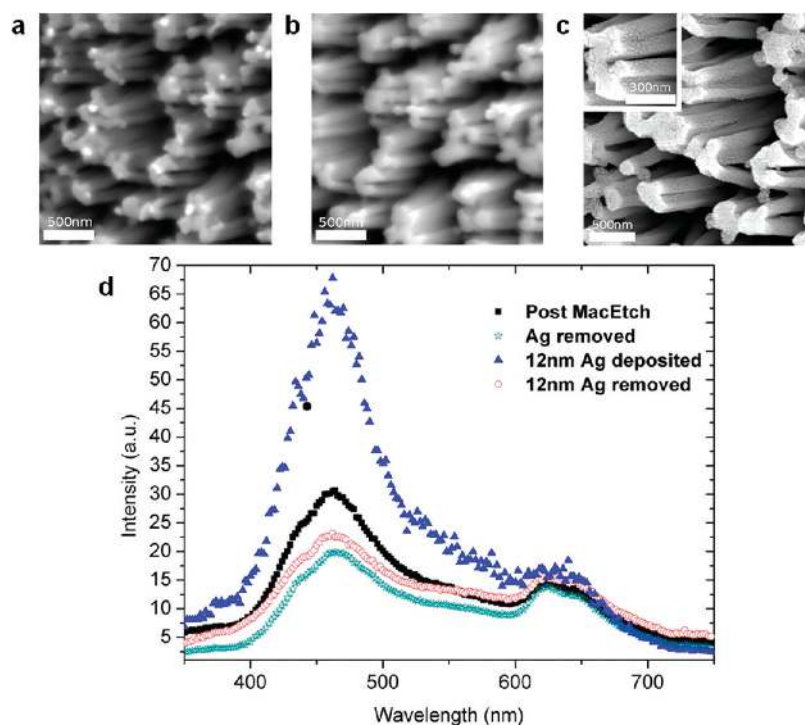 a
b
c
500nm
500nm
300nm
500nm
d
Post MacEtch
Ag removed
12nm Ag deposited
12nm Ag removed
70
65
60
55
50
45
40
35
30
25
20
15
10
5
Intensity (a.u.)
400
500
600
700
Wavelength (nm)